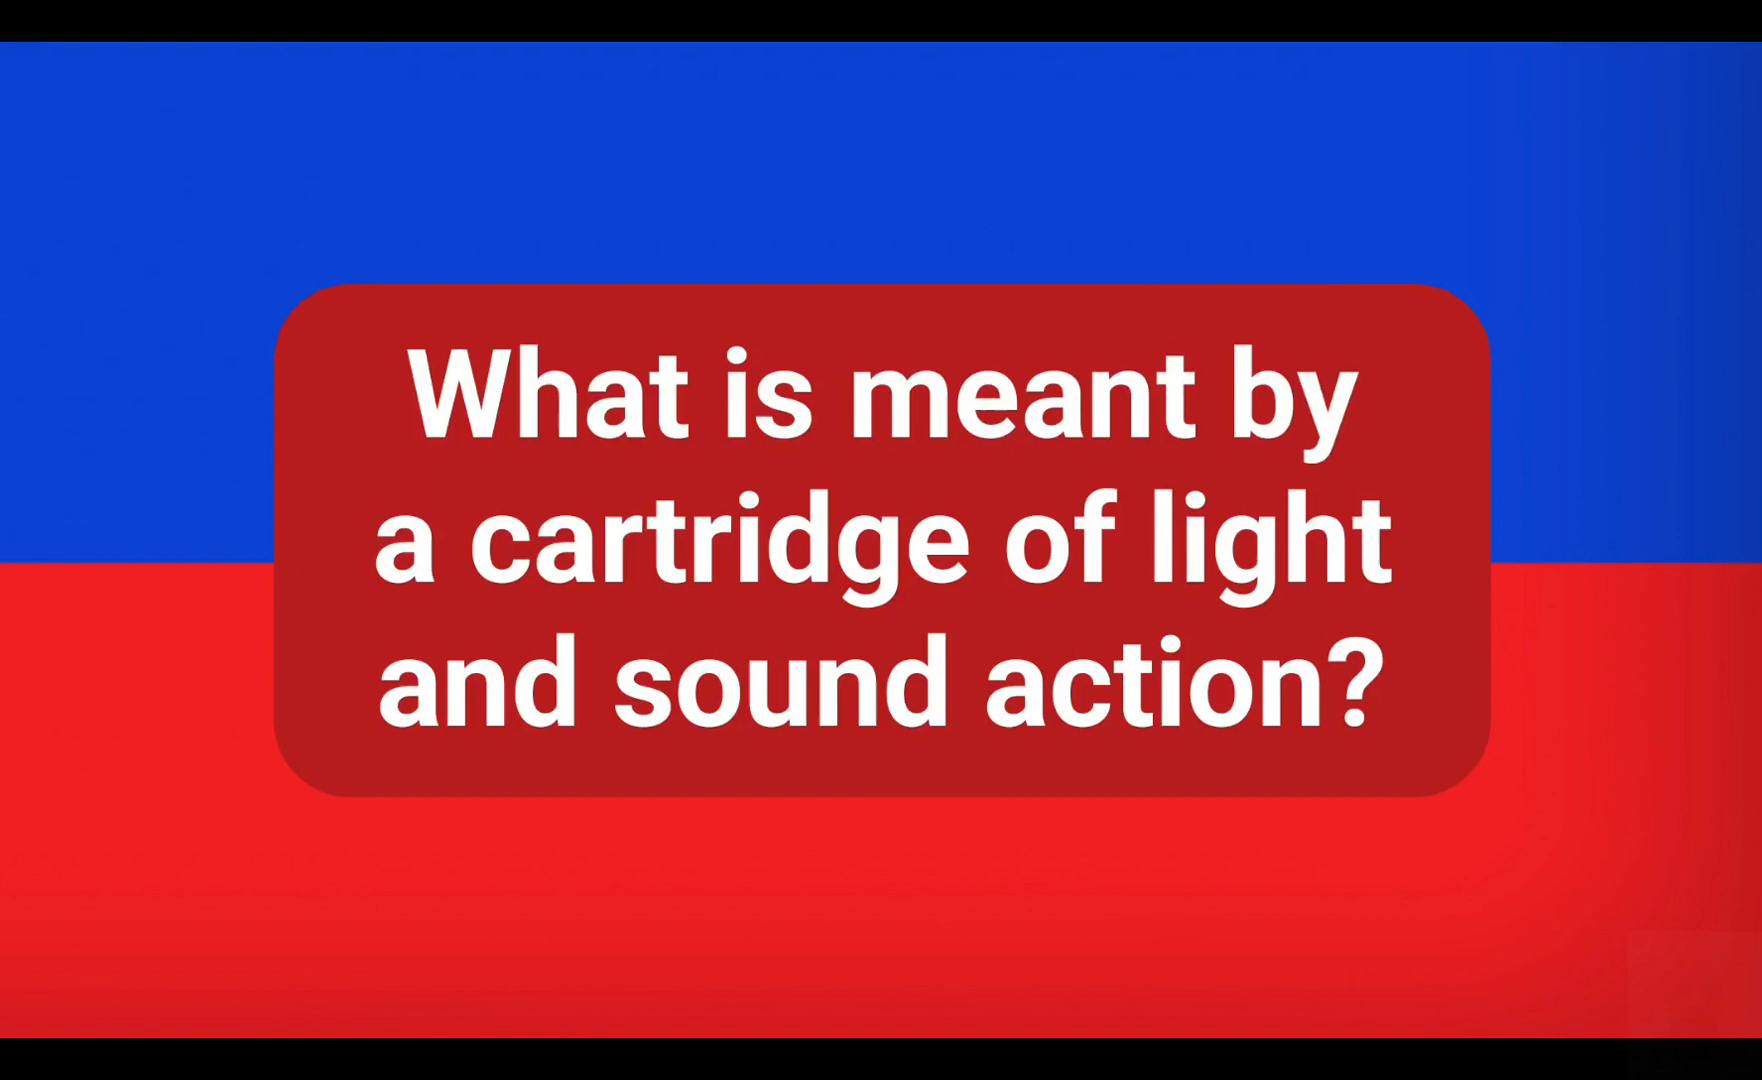 What is meant by
a cartridge of light
and sound action?